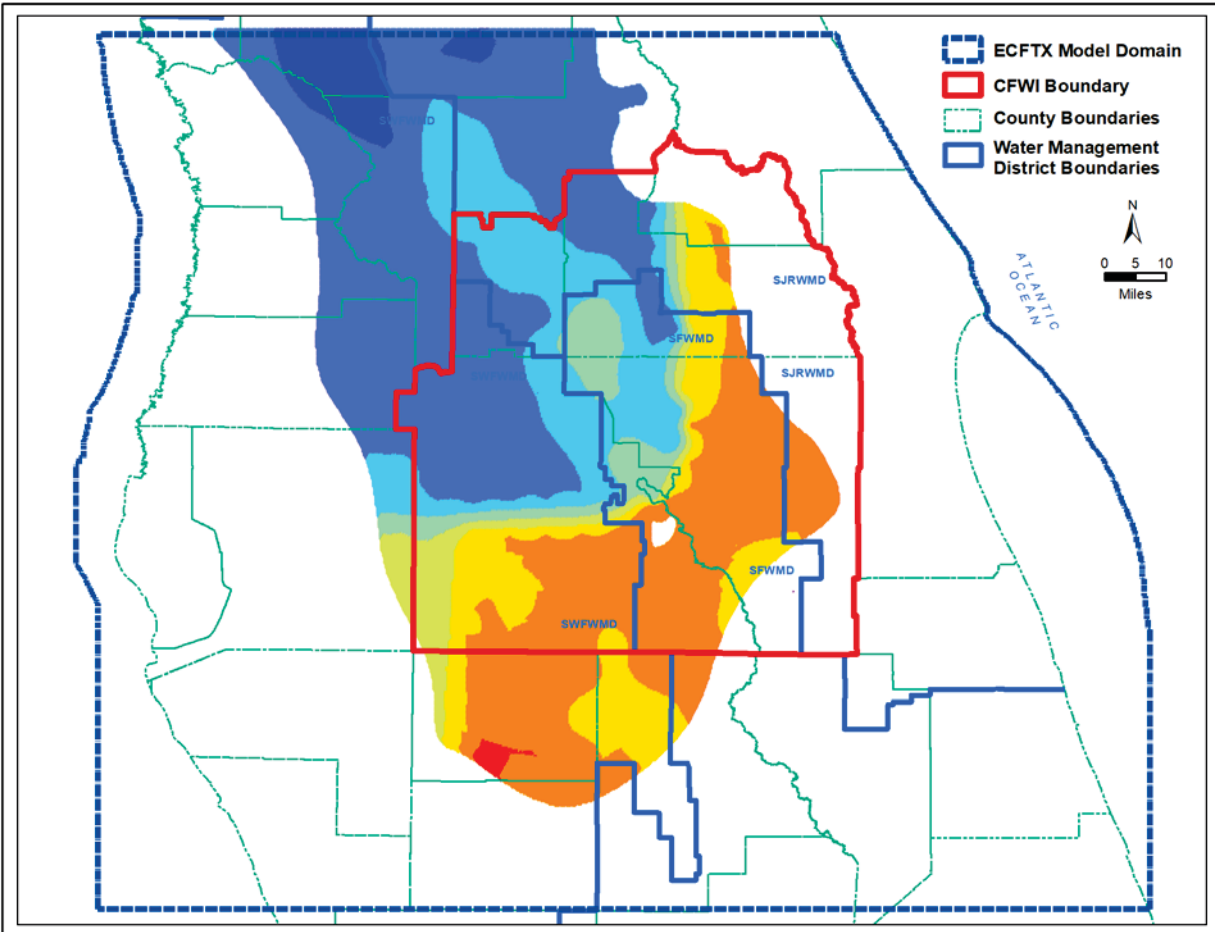 ECFTX Model Domain
CFWI Boundary
County Boundaries
Water Management
District Boundaries
N
0 5 10
Miles
ATLANTIC
OCEAN
SWFWMD
SJRWMD
SFWMD
SJRWMD
SWFWMD
SFWMD
SWFWMD